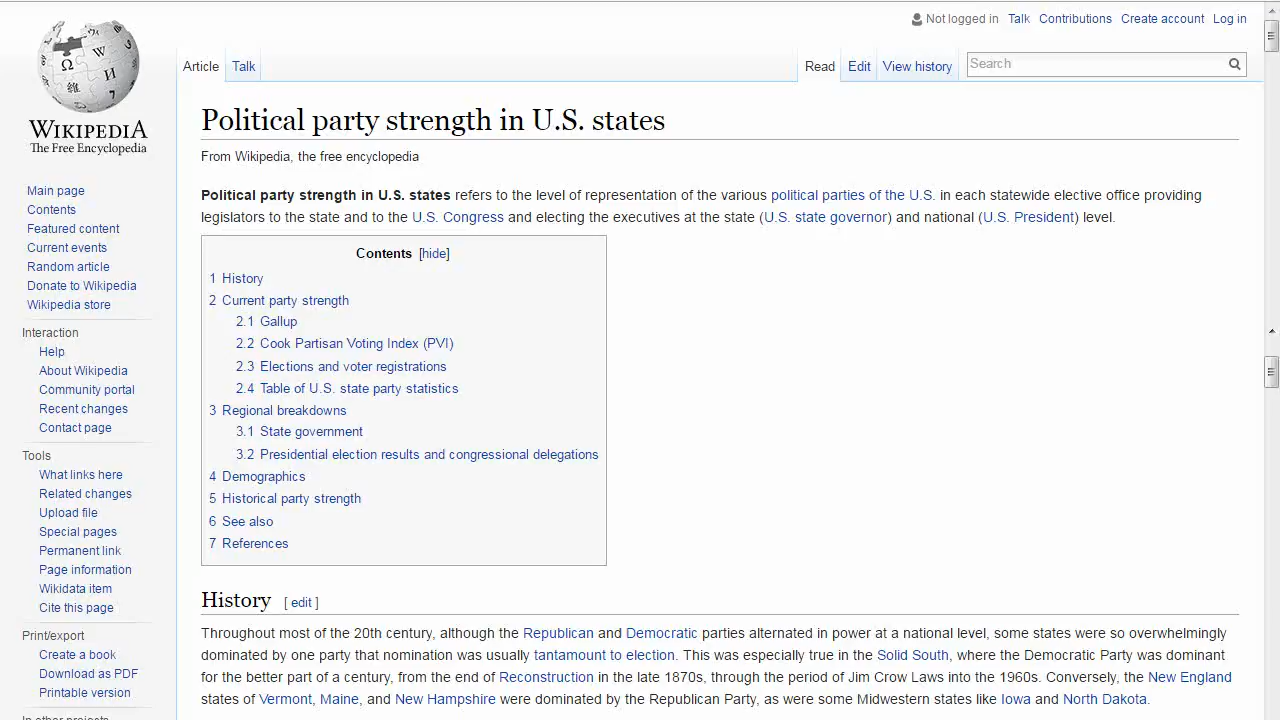 Not logged in Talk Contributions Create account Log in
Article Talk Read Edit View history Search
WIKIPEDIA
The Free Encyclopedia
Main page
Contents
Featured content
Current events
Random article
Donate to Wikipedia
Wikipedia store
Interaction
Help
About Wikipedia
Community portal
Recent changes
Contact page
Tools
What links here
Related changes
Upload file
Special pages
Permanent link
Page information
Wikidata item
Cite this page
Print/export
Create a book
Download as PDF
Printable version
In other projects
Political party strength in U.S. states
From Wikipedia, the free encyclopedia
Political party strength in U.S. states refers to the level of representation of the various political parties of the U.S. in each statewide elective office providing
legislators to the state and to the U.S. Congress and electing the executives at the state (U.S. state governor) and national (U.S. President) level.
Contents [hide]
1 History
2 Current party strength
2.1 Gallup
2.2 Cook Partisan Voting Index (PVI)
2.3 Elections and voter registrations
2.4 Table of U.S. state party statistics
3 Regional breakdowns
3.1 State government
3.2 Presidential election results and congressional delegations
4 Demographics
5 Historical party strength
6 See also
7 References
History [ edit ]
Throughout most of the 20th century, although the Republican and Democratic parties alternated in power at a national level, some states were so overwhelmingly
dominated by one party that nomination was usually tantamount to election. This was especially true in the Solid South, where the Democratic Party was dominant
for the better part of a century, from the end of Reconstruction in the late 1870s, through the period of Jim Crow Laws into the 1960s. Conversely, the New England
states of Vermont, Maine, and New Hampshire were dominated by the Republican Party, as were some Midwestern states like Iowa and North Dakota.